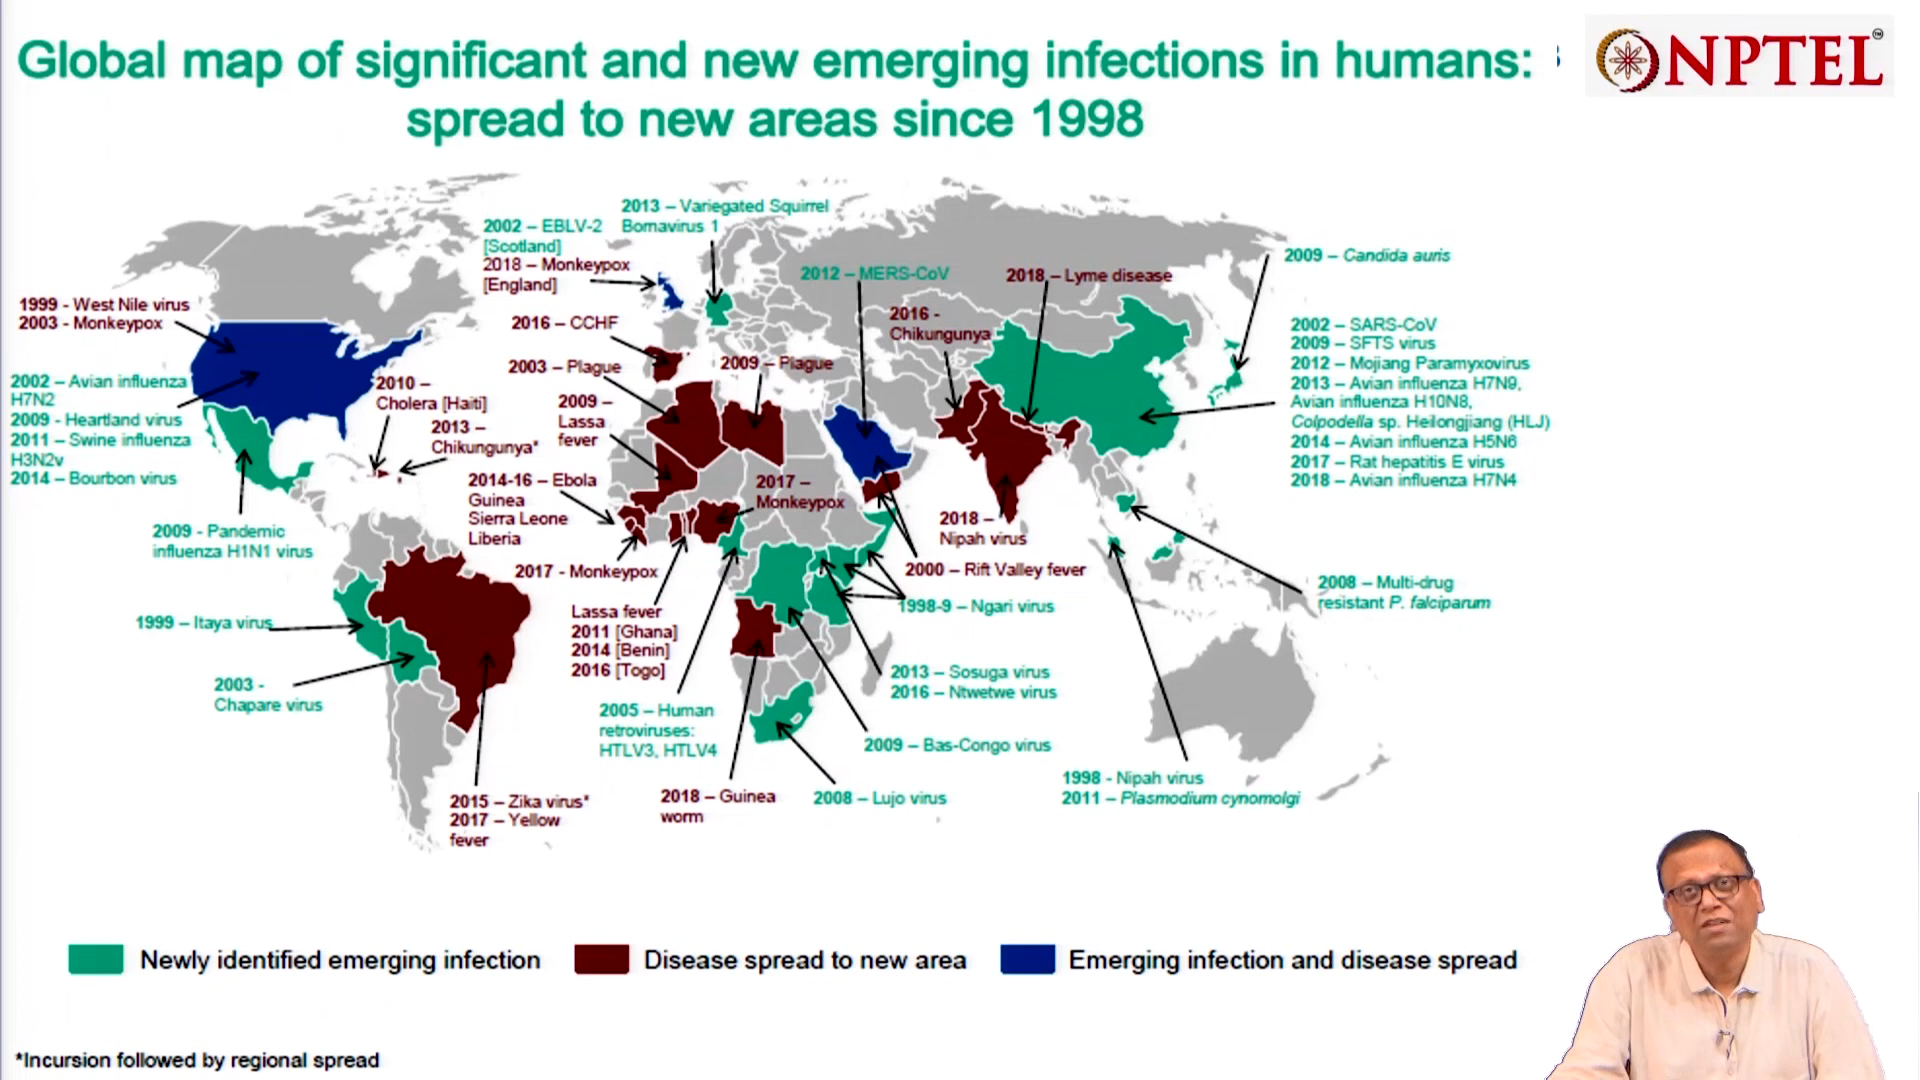 Global map of significant and new emerging infections in humans:
spread to new areas since 1998
NPTEL™
2013 – Variegated Squirrel
Bornavirus 1
2002 – EBLV-2
[Scotland]
2018 – Monkeypox
[England]
2012 – MERS-CoV
2018 – Lyme disease
2009 – Candida auris
1999 - West Nile virus
2003 - Monkeypox
2016 – CCHF
2016 -
Chikungunya
2002 – SARS-CoV
2009 – SFTS virus
2012 – Mojiang Paramyxovirus
2013 – Avian influenza H7N9,
Avian influenza H10N8,
Colpodella sp. Heilongjiang (HLJ)
2014 – Avian influenza H5N6
2017 – Rat hepatitis E virus
2018 – Avian influenza H7N4
2003 – Plague
2009 – Plague
2002 – Avian influenza
H7N2
2009 - Heartland virus
2011 – Swine influenza
H3N2v
2014 – Bourbon virus
2010 –
Cholera [Haiti]
2013 –
Chikungunya*
2009 –
Lassa
fever
2014-16 – Ebola
Guinea
Sierra Leone
Liberia
2017 –
Monkeypox
2018 –
Nipah virus
2009 - Pandemic
influenza H1N1 virus
2017 - Monkeypox
2000 – Rift Valley fever
2008 – Multi-drug
resistant P. falciparum
1998-9 – Ngari virus
1999 – Itaya virus
Lassa fever
2011 [Ghana]
2014 [Benin]
2016 [Togo]
2013 – Sosuga virus
2016 – Ntwetwe virus
2003 -
Chapare virus
2005 – Human
retroviruses:
HTLV3, HTLV4
2009 – Bas-Congo virus
1998 - Nipah virus
2011 – Plasmodium cynomolgi
2015 – Zika virus*
2017 – Yellow
fever
2018 – Guinea
worm
2008 – Lujo virus
Newly identified emerging infection
Disease spread to new area
Emerging infection and disease spread
*Incursion followed by regional spread